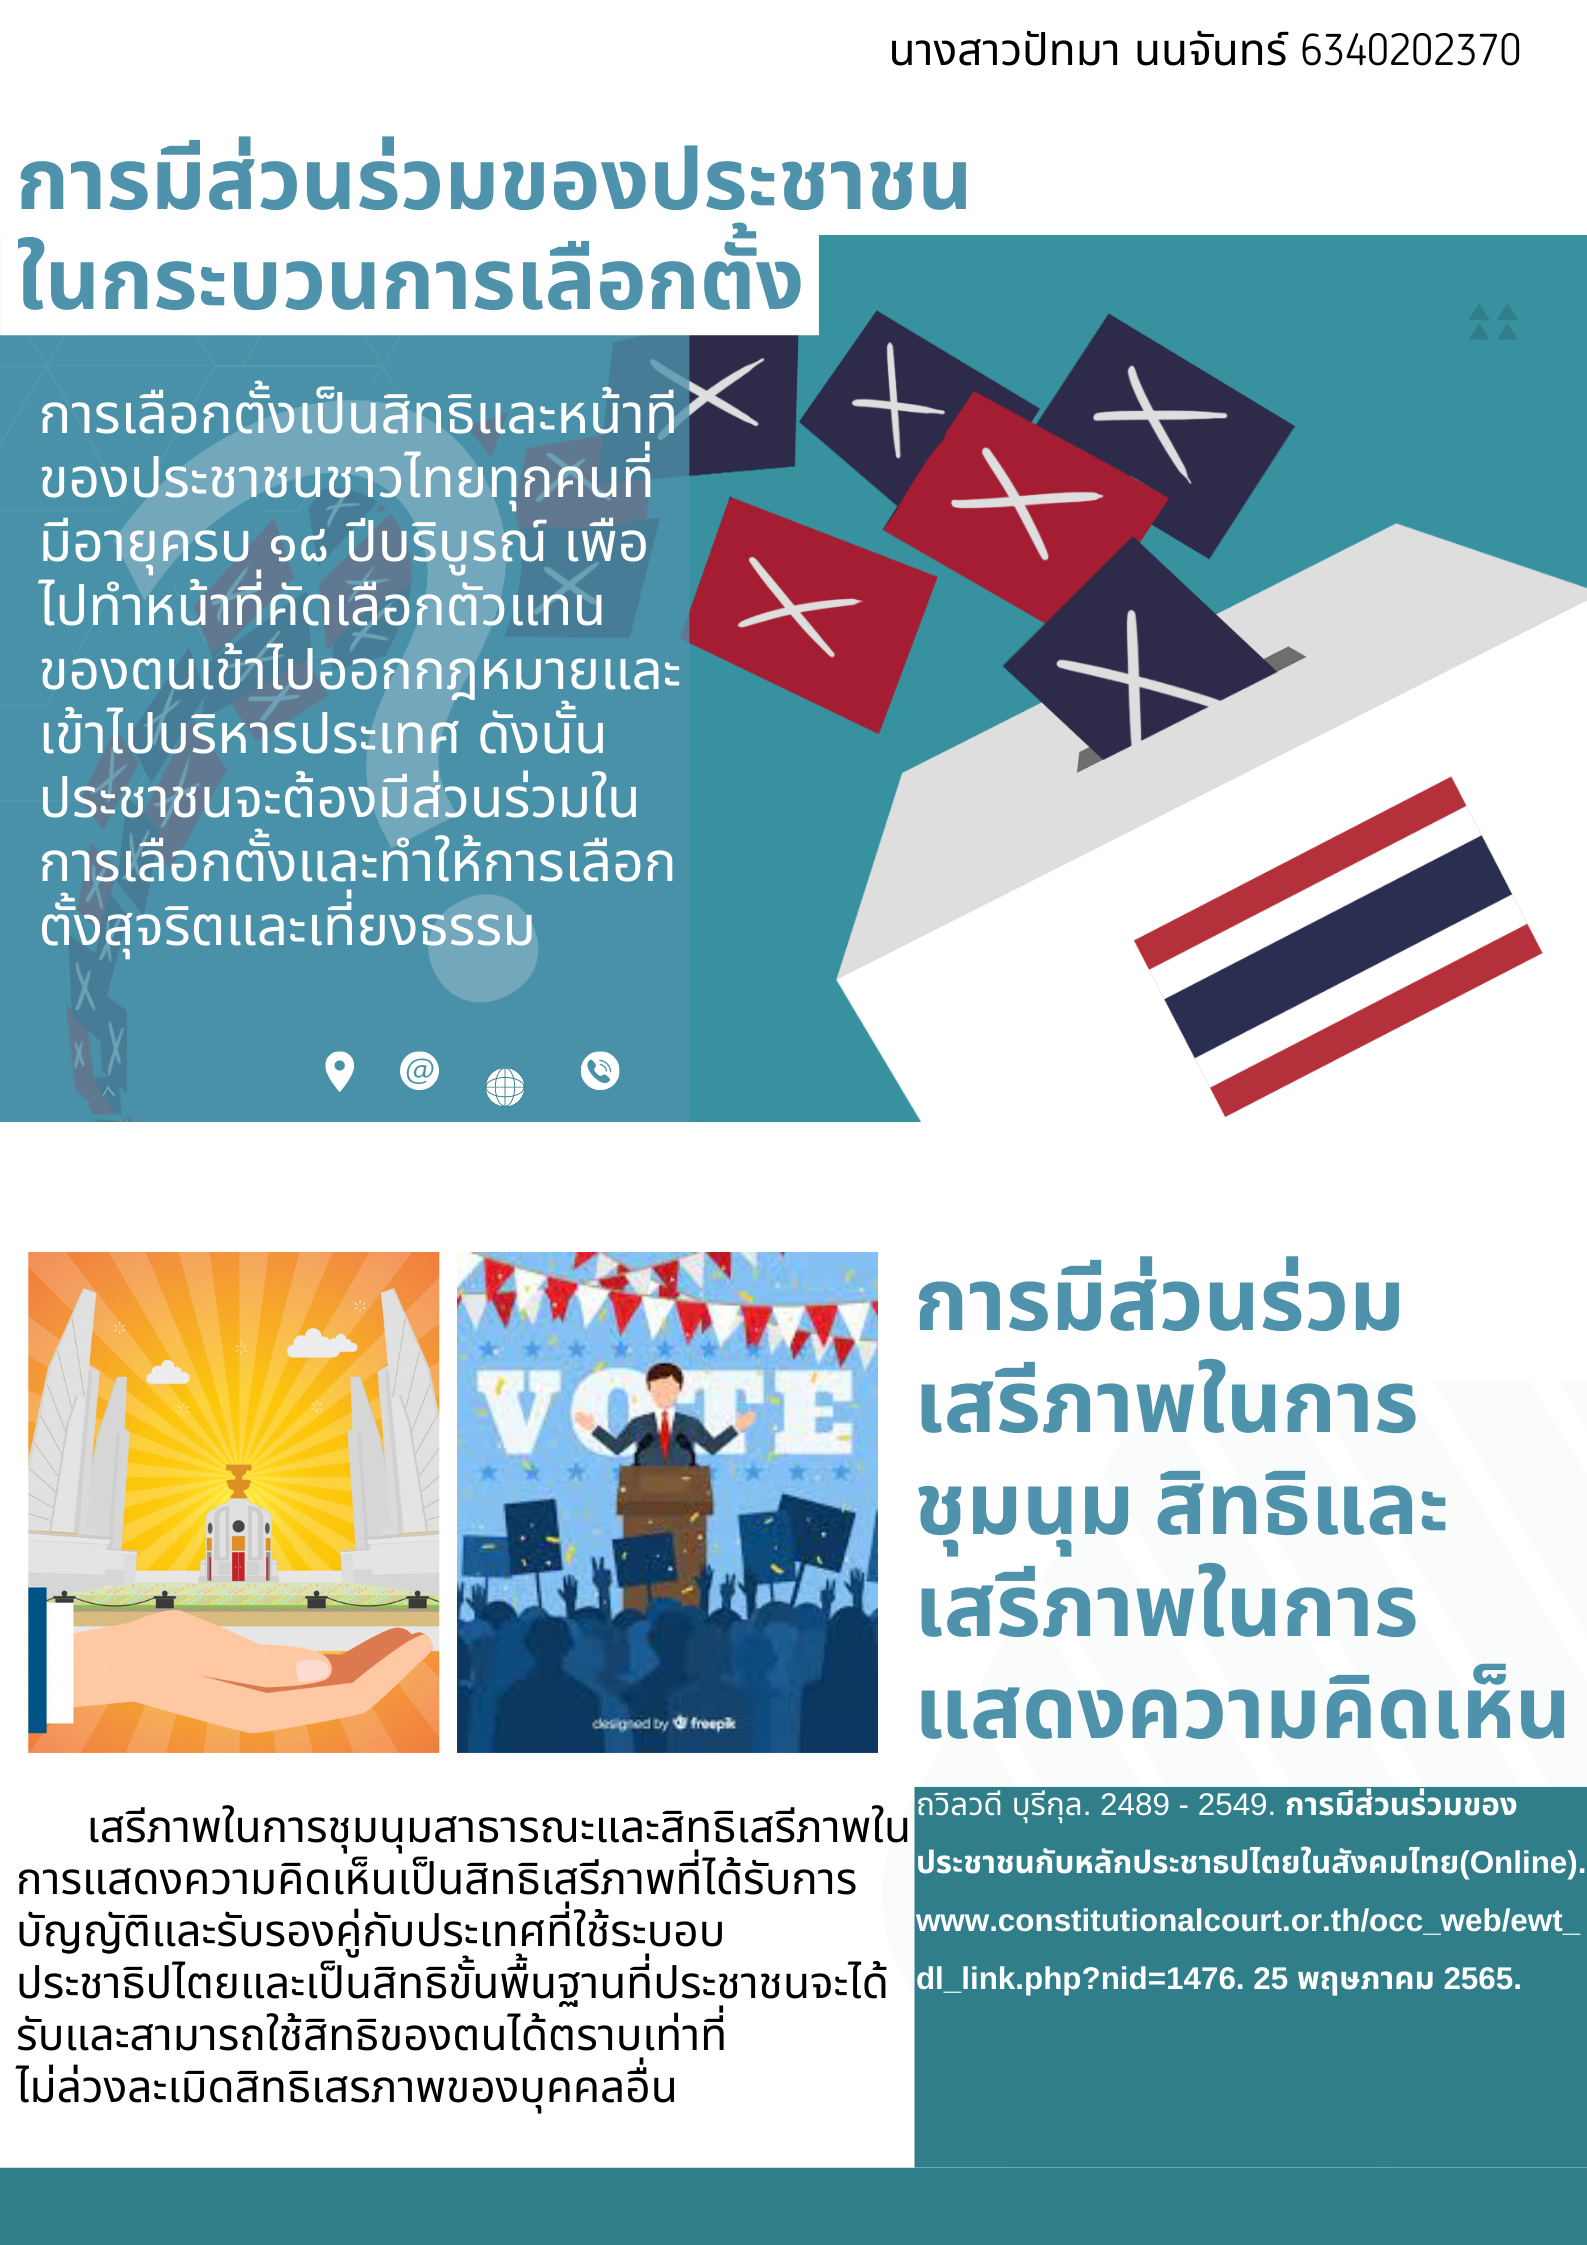 นางสาวปัทมา นนจันทร์ 6340202370
การมีส่วนร่วมของประชาชน
ในกระบวนการเลือกตั้ง
การเลือกตั้งเป็นสิทธิและหน้าที
ของประชาชนชาวไทยทุกคนที่
มีอายุครบ ๑๘ ปีบริบูรณ์ เพือ
ไปทำหน้าที่คัดเลือกตัวแทน
ของตนเข้าไปออกกฎหมายและ
เข้าไปบริหารประเทศ ดังนั้น
ประชาชนจะต้องมีส่วนร่วมใน
การเลือกตั้งและทำให้การเลือก
ตั้งสุจริตและเที่ยงธรรม
VOTE
designed by freepik
การมีส่วนร่วม
เสรีภาพในการ
ชุมนุม สิทธิและ
เสรีภาพในการ
แสดงความคิดเห็น
เสรีภาพในการชุมนุมสาธารณะและสิทธิเสรีภาพใน
การแสดงความคิดเห็นเป็นสิทธิเสรีภาพที่ได้รับการ
บัญญัติและรับรองคู่กับประเทศที่ใช้ระบอบ
ประชาธิปไตยและเป็นสิทธิขั้นพื้นฐานที่ประชาชนจะได้
รับและสามารถใช้สิทธิของตนได้ตราบเท่าที่
ไม่ล่วงละเมิดสิทธิเสรภาพของบุคคลอื่น
ถวิลวดี บุรีกุล. 2489 - 2549. การมีส่วนร่วมของ
ประชาชนกับหลักประชาธปไตยในสังคมไทย(Online).
www.constitutionalcourt.or.th/occ_web/ewt_
dl_link.php?nid=1476. 25 พฤษภาคม 2565.